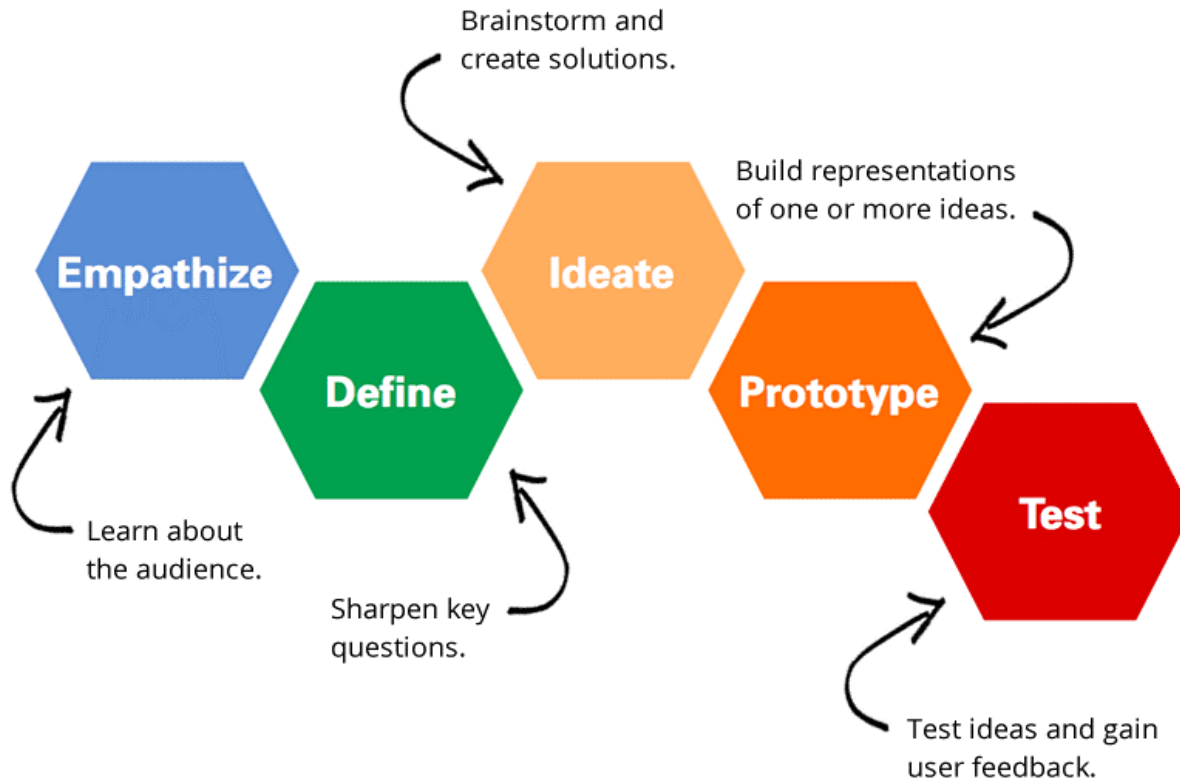 Brainstorm and
create solutions.
Build representations
of one or more ideas.
Empathize
Ideate
Define
Prototype
Test
Learn about
the audience.
Sharpen key
questions.
Test ideas and gain
user feedback.